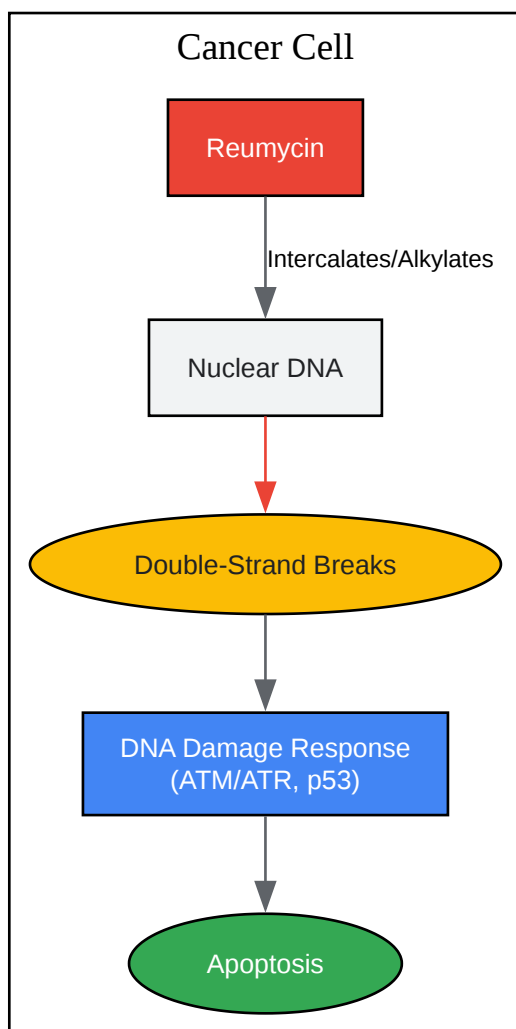 Cancer Cell
Reumycin
Intercalates/Alkylates
Nuclear DNA
Double-Strand Breaks
DNA Damage Response
(ATM/ATR, p53)
Apoptosis